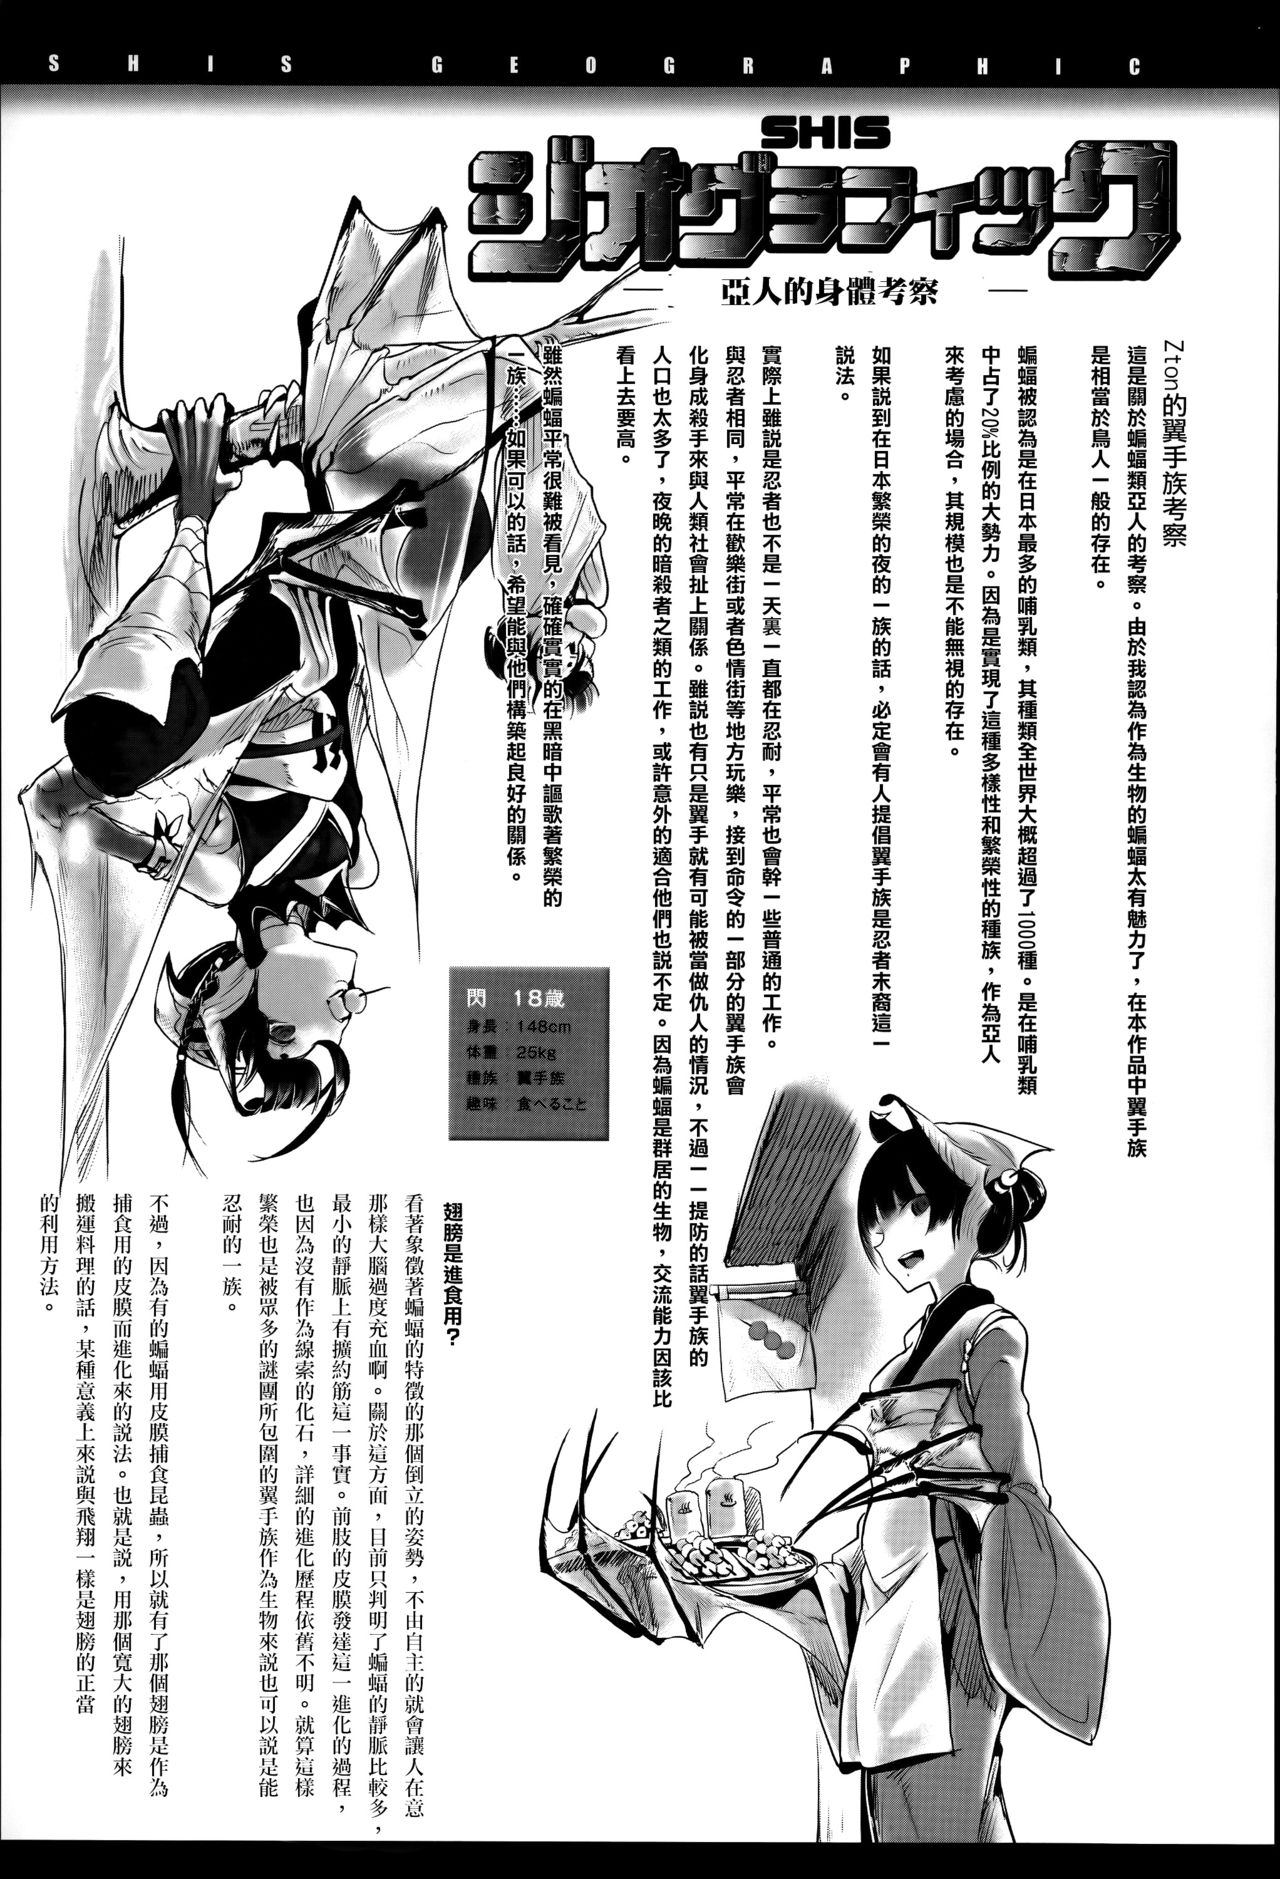 SHIS GEOGRAPHIC
SHIS
ジオグラフィック
亞人的身體考察
Zton的翼手族考察
這是關於蝙蝠類亞人的考察。由於我認為作為生物的蝙蝠太有魅力了，在本作品中翼手族
是相當於鳥人一般的存在。
蝙蝠被認為是在日本最多的哺乳類，其種類全世界大概超過了1000種。是在哺乳類
中占了20%比例的大勢力。因為是實現了這種多樣性和繁榮性的種族，作為亞人
來考慮的場合，其規模也是不能無視的存在。
如果說到在日本繁榮的夜的一族的話，必定會有人提倡翼手族是忍者末裔這一
說法。
實際上雖說是忍者也不是一天裏一直都在忍耐，平常也會幹一些普通的工作。
與忍者相同，平常在歡樂街或者色情街等地方玩樂，接到命令的一部分的翼手族會
化身成殺手來與人類社會扯上關係。雖說也有只是翼手就有可能被當做仇人的情況，不過一一提防的話翼手族的
人口也太多了，夜晚的暗殺者之類的工作，或許意外的適合他們也說不定。因為蝙蝠是群居的生物，交流能力因該比
看上去要高。
雖然蝙蝠平常很難被看見，確確實實的在黑暗中謳歌著繁榮的
一族……如果可以的話，希望能與他們構築起良好的關係。
閃　18歳
身長：148cm
体重：25kg
種族：翼手族
趣味：食べること
翅膀是進食用？
看著象徵著蝙蝠的特徵的那個倒立的姿勢，不由自主的就會讓人在意
那樣大腦過度充血啊。關於這方面，目前只判明了蝙蝠的靜脈比較多，
最小的靜脈上有擴約筋這一事實。前肢的皮膜發達這一進化的過程，
也因為沒有作為線索的化石，詳細的進化歷程依舊不明。就算這樣
繁榮也是被眾多的謎團所包圍的翼手族作為生物來說也可以說是能
忍耐的一族。
不過，因為有的蝙蝠用皮膜捕食昆蟲，所以就有了那個翅膀是作為
捕食用的皮膜而進化來的說法。也就是說，用那個寬大的翅膀來
搬運料理的話，某種意義上來說與飛翔一樣是翅膀的正當
的利用方法。